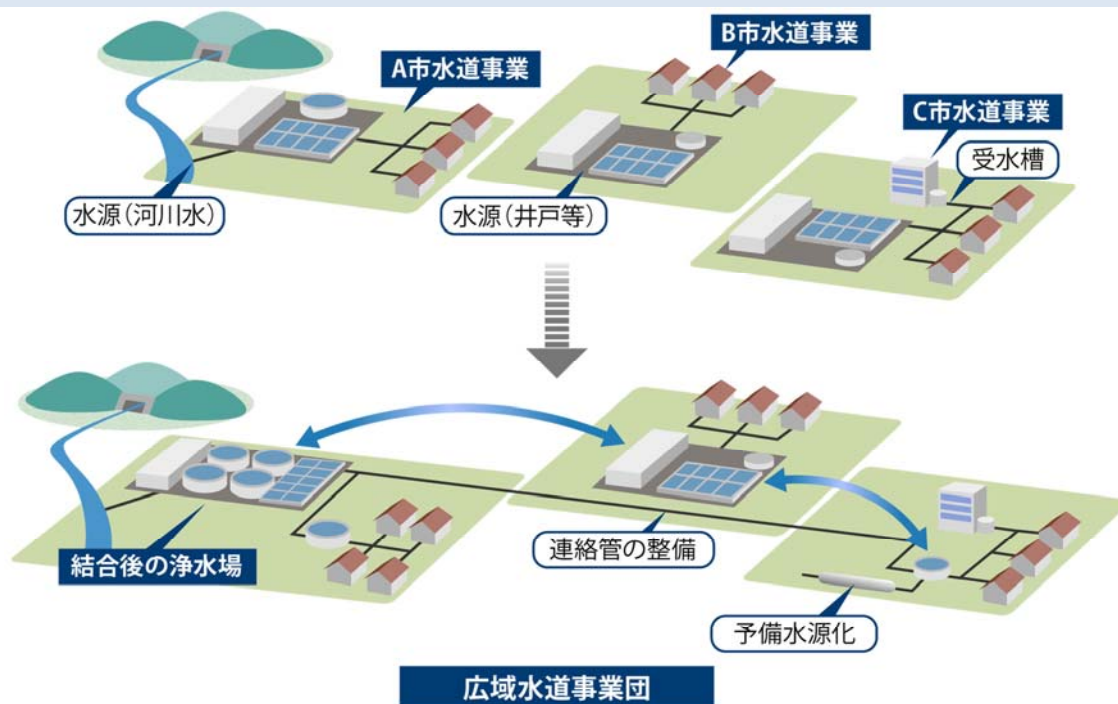 B市水道事業
A市水道事業
C市水道事業
受水槽
水源(河川水)
水源(井戸等)
連絡管の整備
結合後の浄水場
予備水源化
広域水道事業団